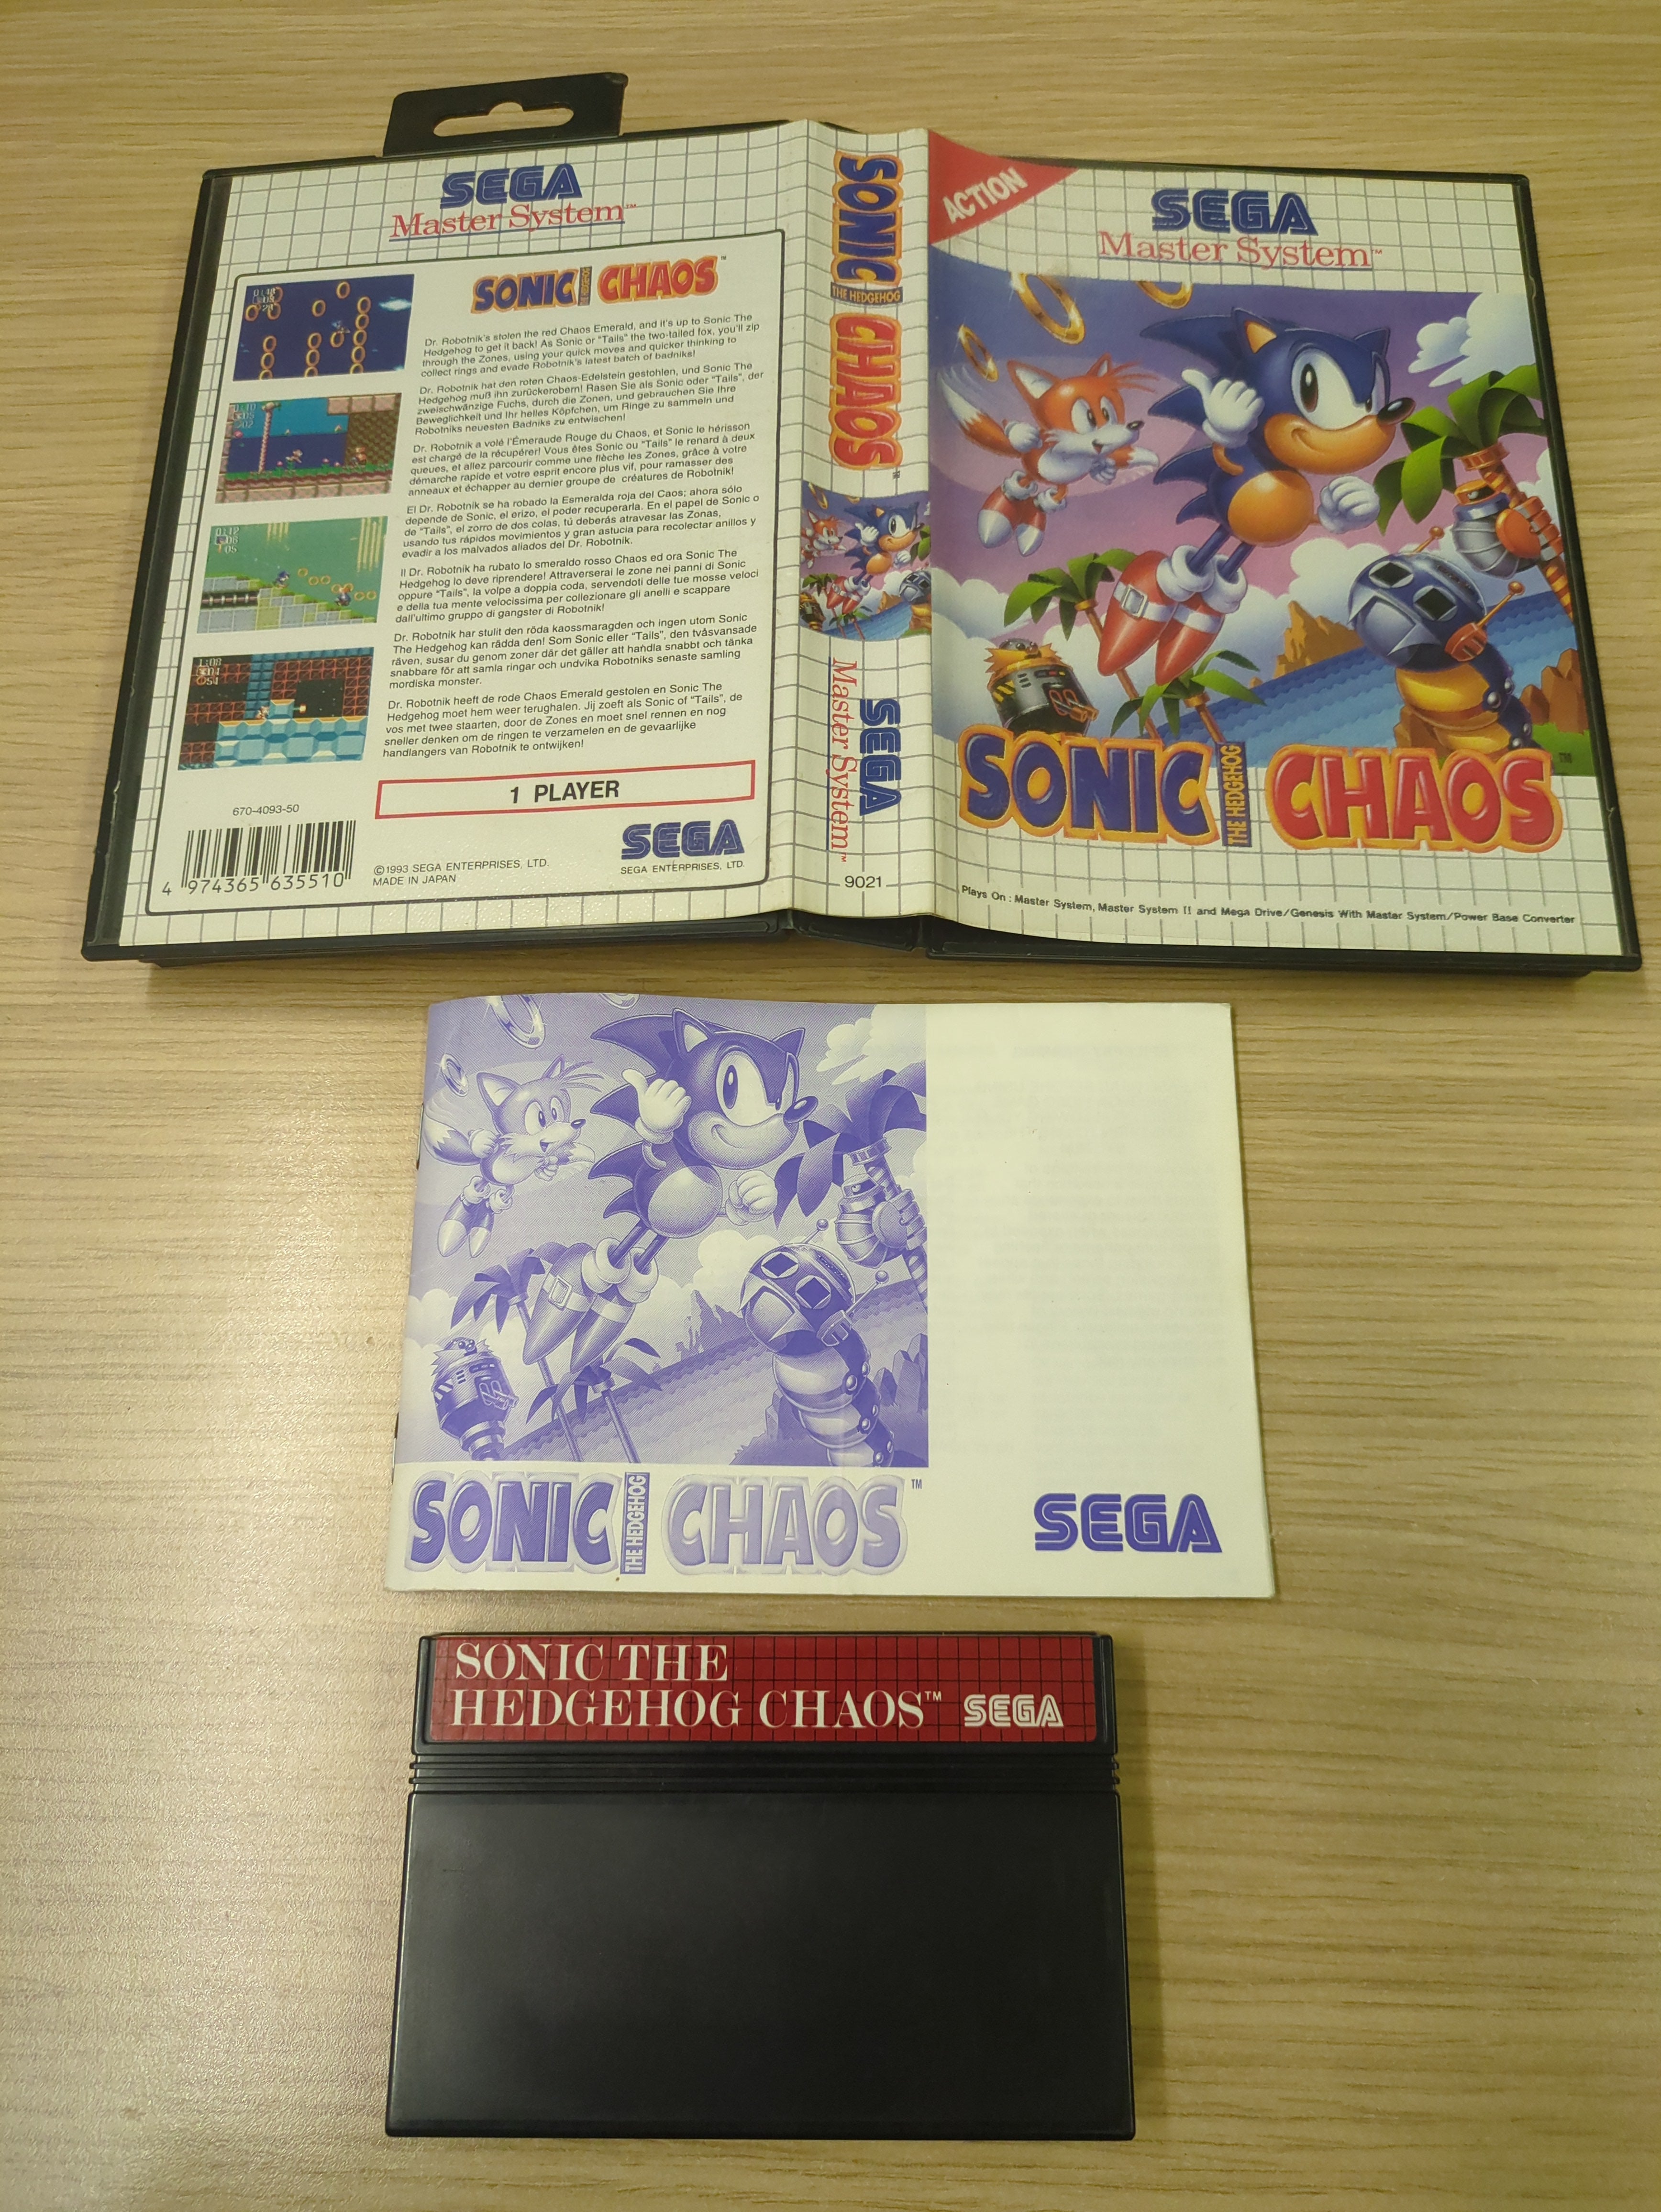 SEGA
Master System™
SONIC THE HEDGEHOG CHAOS™
Dr. Robotnik's stolen the red Chaos Emerald, and it's up to Sonic The
Hedgehog to get it back! As Sonic or "Tails" the two-tailed fox, you'll zip
through the Zones, using your quick moves and quicker thinking to
collect rings and evade Robotnik's latest batch of badniks!
Dr. Robotnik hat den roten Chaos-Edelstein gestohlen, und Sonic The
Hedgehog muß ihn zurückerobern! Rasen Sie als Sonic oder "Tails", der
zweischwänzige Fuchs, durch die Zonen, und gebrauchen Sie Ihre
Beweglichkeit und Ihr helles Köpfchen, um Ringe zu sammeln und
Robotniks neuesten Badniks zu entwischen!
Dr. Robotnik a volé l'Émeraude Rouge du Chaos, et Sonic le hérisson
est chargé de la récupérer! Vous êtes Sonic ou "Tails" le renard à deux
queues, et allez parcourir comme une flèche les Zones, grâce à votre
démarche rapide et votre esprit encore plus vif, pour ramasser des
anneaux et échapper au dernier groupe de créatures de Robotnik!
El Dr. Robotnik se ha robado la Esmeralda roja del Caos; ahora sólo
depende de Sonic, el erizo, el poder recuperarla. En el papel de Sonic o
de "Tails", el zorro de dos colas, tú deberás atravesar las Zonas,
usando tus rápidos movimientos y gran astucia para recolectar anillos y
evadir a los malvados aliados del Dr. Robotnik.
Il Dr. Robotnik ha rubato lo smeraldo rosso Chaos ed ora Sonic The
Hedgehog lo deve riprendere! Attraverserai le zone nei panni di Sonic
oppure "Tails", la volpe a doppia coda, servendoti delle tue mosse veloci
e della tua mente velocissima per collezionare gli anelli e scappare
dall'ultimo gruppo di gangster di Robotnik!
Dr. Robotnik har stulit den röda kaossmaragden och ingen utom Sonic
The Hedgehog kan rädda den! Som Sonic eller "Tails", den tvåsvansade
räven, susar du genom zoner där det gäller att handla snabbt och tänka
snabbare för att samla ringar och undvika Robotniks senaste samling
mordiska monster.
Dr. Robotnik heeft de rode Chaos Emerald gestolen en Sonic The
Hedgehog moet hem weer terughalen. Jij zoeft als Sonic of "Tails", de
vos met twee staarten, door de Zones en moet snel rennen en nog
sneller denken om de ringen te verzamelen en de gevaarlijke
handlangers van Robotnik te ontwijken!
1 PLAYER
670-4093-50
4 974365 635510
©1993 SEGA ENTERPRISES, LTD.
MADE IN JAPAN
SEGA
SEGA ENTERPRISES, LTD.
SONIC THE HEDGEHOG CHAOS
SEGA
Master System™
9021
ACTION
SEGA
Master System™
SONIC THE HEDGEHOG CHAOS
TM
Plays On : Master System, Master System II and Mega Drive/Genesis With Master System/Power Base Converter
SONIC THE HEDGEHOG CHAOS™
SEGA
SONIC THE
HEDGEHOG CHAOS™ SEGA